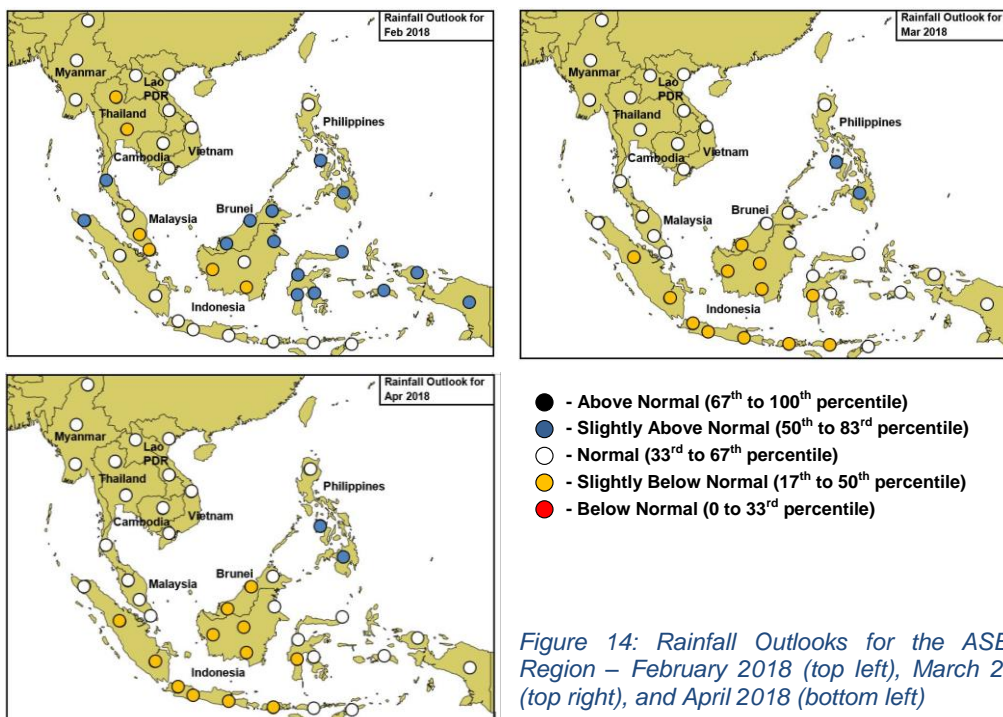 Rainfall Outlook for
Feb 2018
Myanmar
Lao
PDR
Thailand
Philippines
Cambodia
Vietnam
Malaysia
Brunei
Indonesia
Rainfall Outlook for
Mar 2018
Myanmar
Lao
PDR
Thailand
Philippines
Cambodia
Vietnam
Malaysia
Brunei
Indonesia
Rainfall Outlook for
Apr 2018
Myanmar
Lao
PDR
Thailand
Philippines
Cambodia
Vietnam
Malaysia
Brunei
Indonesia
- Above Normal (67th to 100th percentile)
- Slightly Above Normal (50th to 83rd percentile)
- Normal (33rd to 67th percentile)
- Slightly Below Normal (17th to 50th percentile)
- Below Normal (0 to 33rd percentile)
Figure 14: Rainfall Outlooks for the ASE
Region – February 2018 (top left), March 2
(top right), and April 2018 (bottom left)